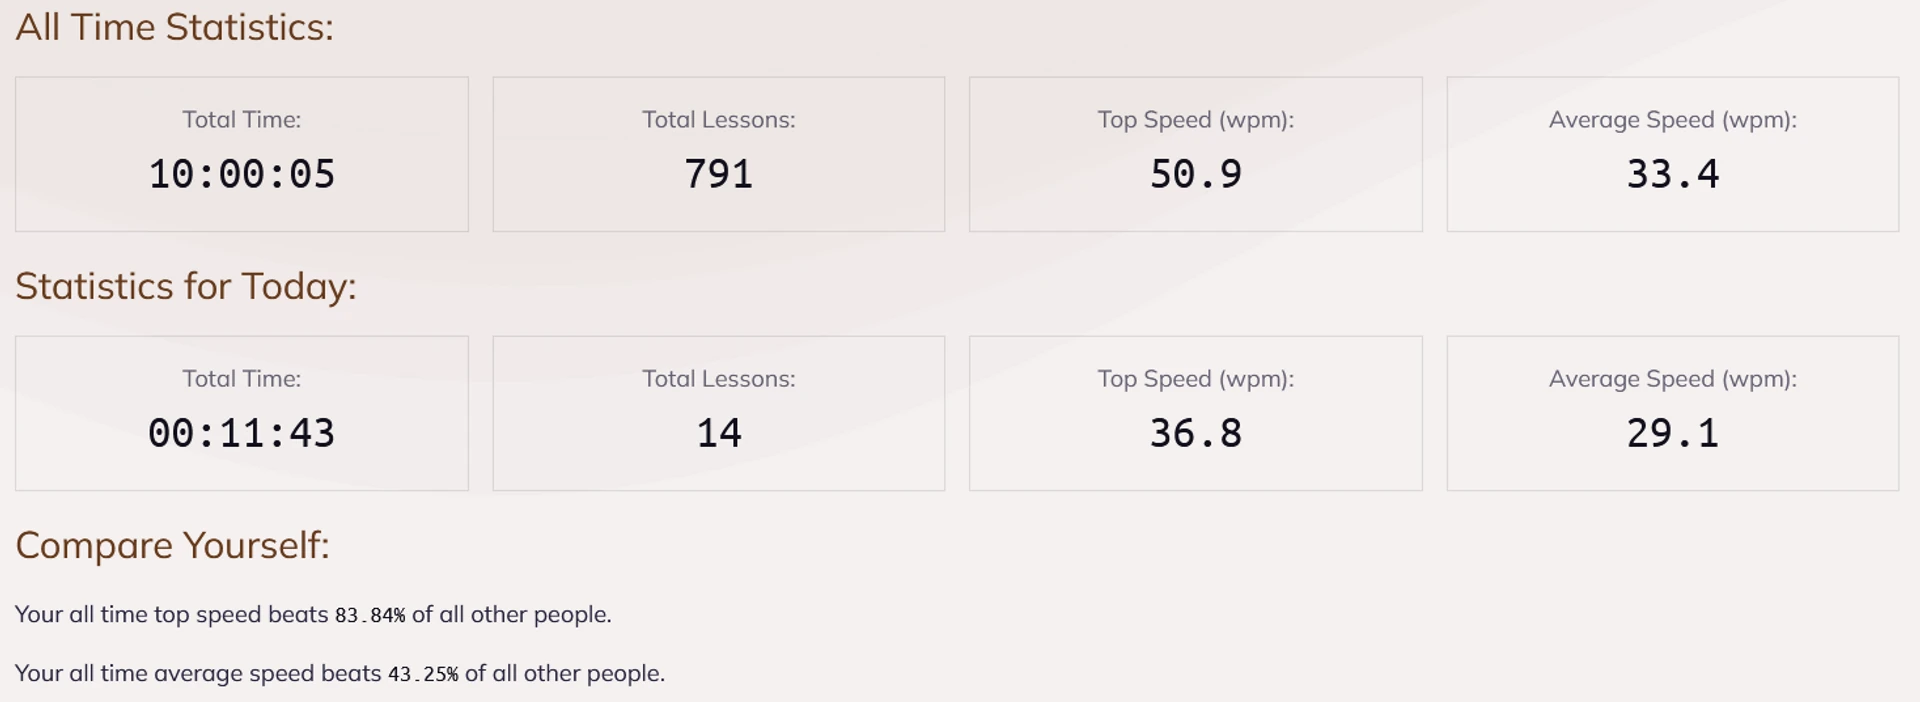 All Time Statistics:
Total Time:
10:00:05
Total Lessons:
791
Top Speed (wpm):
50.9
Average Speed (wpm):
33.4
Statistics for Today:
Total Time:
00:11:43
Total Lessons:
14
Top Speed (wpm):
36.8
Average Speed (wpm):
29.1
Compare Yourself:
Your all time top speed beats 83.84% of all other people.
Your all time average speed beats 43.25% of all other people.